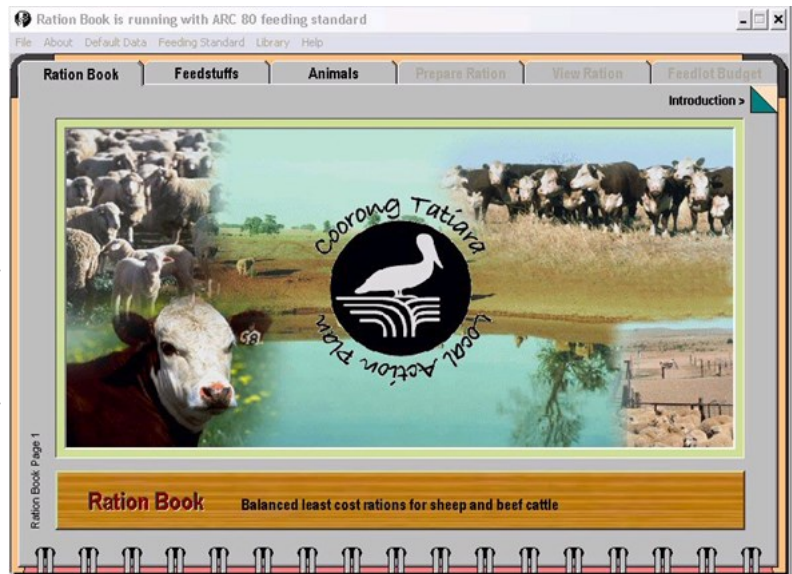 Ration Book is running with ARC 80 feeding standard
File About Default Data Feeding Standard Library Help
Ration Book Feedstuffs Animals Prepare Ration View Ration Feedlot Budget
Introduction >
Coorong Tatiara
Local Action Plan
Ration Book Page 1
Ration Book Balanced least cost rations for sheep and beef cattle